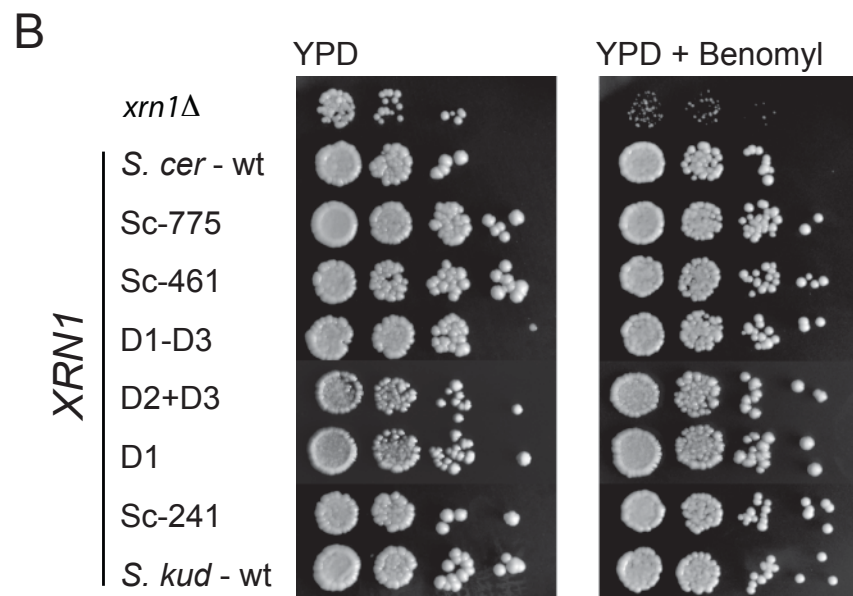 B
YPD
YPD + Benomyl
xrn1Δ
S. cer - wt
Sc-775
Sc-461
D1-D3
D2+D3
D1
Sc-241
S. kud - wt
XRN1